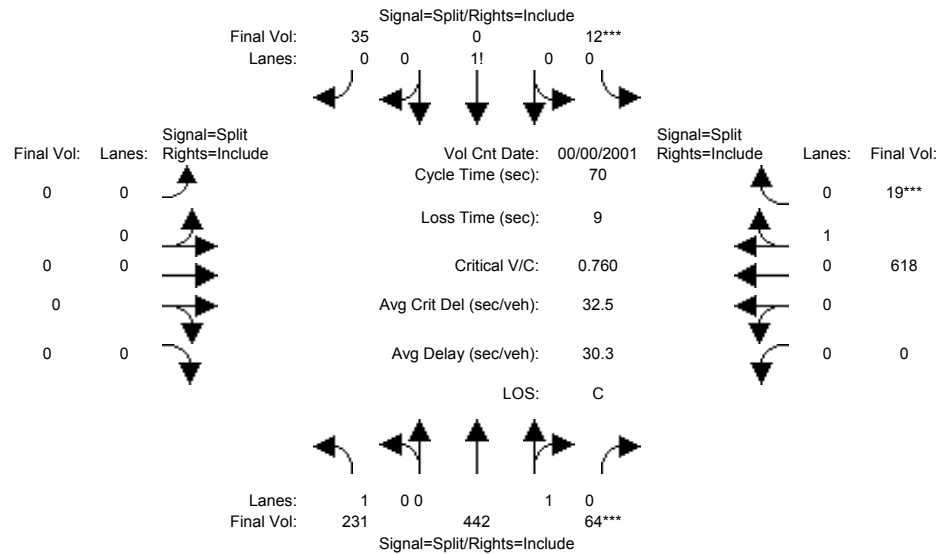 Signal=Split/Rights=Include
Final Vol: 35 0 12***
Lanes: 0 0 1! 0 0
Signal=Split
Rights=Include
Final Vol: Lanes:
Vol Cnt Date: 00/00/2001
Signal=Split
Rights=Include
Lanes: Final Vol:
Cycle Time (sec): 70
0 0
0 19***
Loss Time (sec): 9
0
1
0 0
Critical V/C: 0.760
0 618
0
Avg Crit Del (sec/veh): 32.5
0
0 0
Avg Delay (sec/veh): 30.3
0 0
LOS: C
Lanes: 1 0 0 1 0
Final Vol: 231 442 64***
Signal=Split/Rights=Include